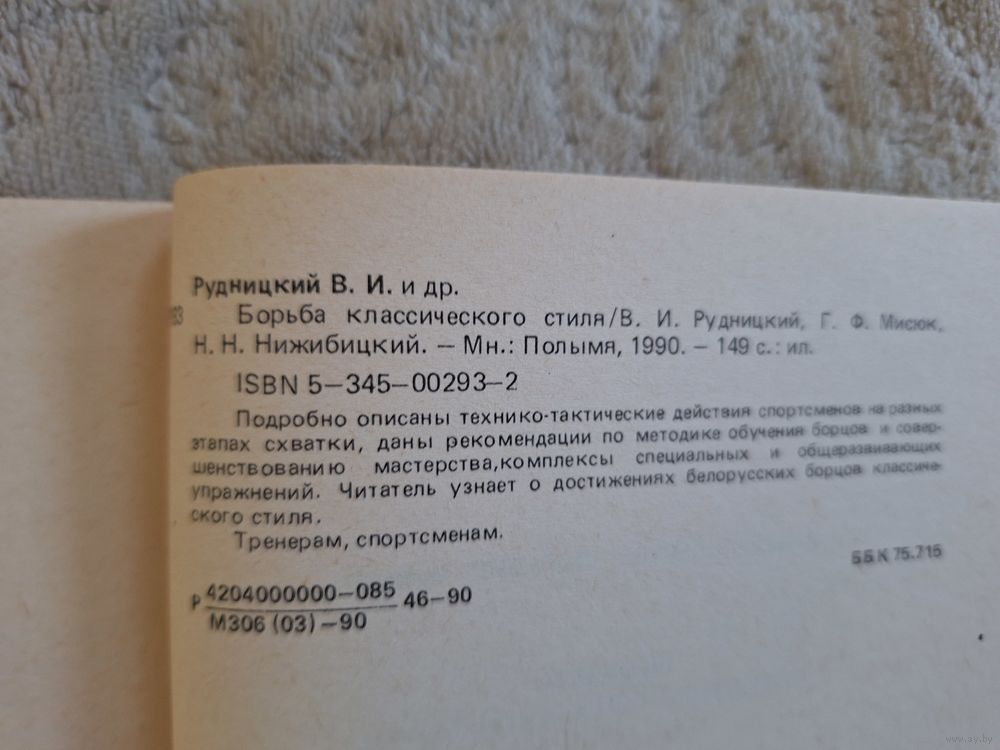 Рудницкий В. И. и др.
Борьба классического стиля/В. И. Рудницкий, Г. Ф. Мисюк,
Н. Н. Нижибицкий. — Мн.: Полымя, 1990. — 149 с.: ил.
ISBN 5—345—00293—2
Подробно описаны технико-тактические действия спортсменов на разных
этапах схватки, даны рекомендации по методике обучения борцов и совер-
шенствованию мастерства,комплексы специальных и общеразвивающих
упражнений. Читатель узнает о достижениях белорусских борцов классиче-
ского стиля.
Тренерам, спортсменам.
ББК 75.715
Р 4204000000—085 46—90
М306 (03)—90
www.ay.by